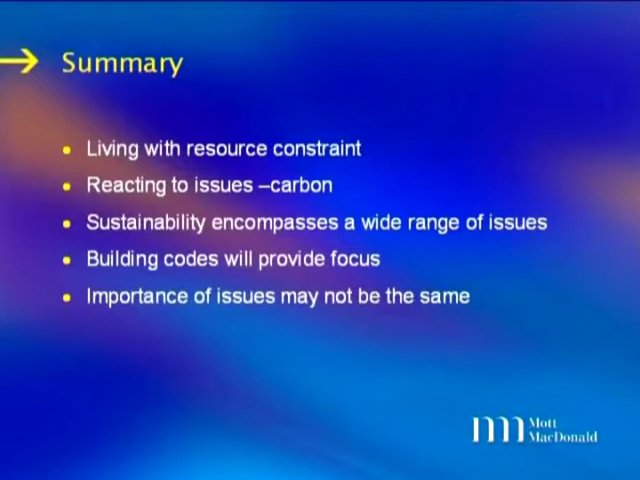 Summary
Living with resource constraint
Reacting to issues –carbon
Sustainability encompasses a wide range of issues
Building codes will provide focus
Importance of issues may not be the same
Mott
MacDonald